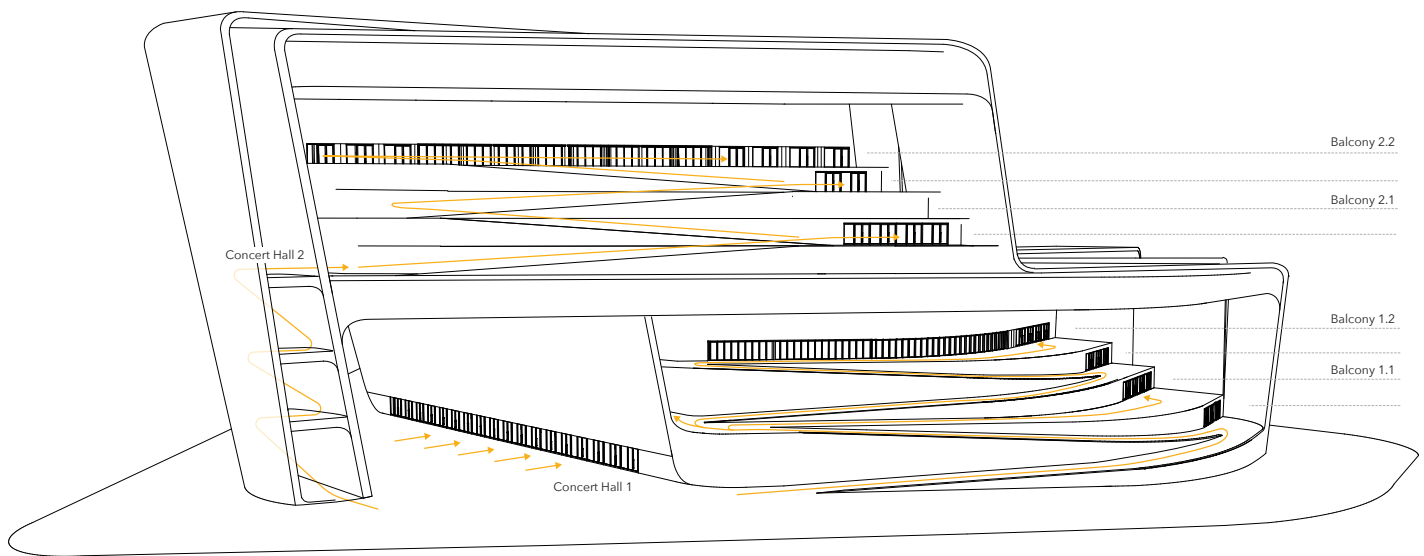 Balcony 2.2
Balcony 2.1
Concert Hall 2
Balcony 1.2
Balcony 1.1
Concert Hall 1